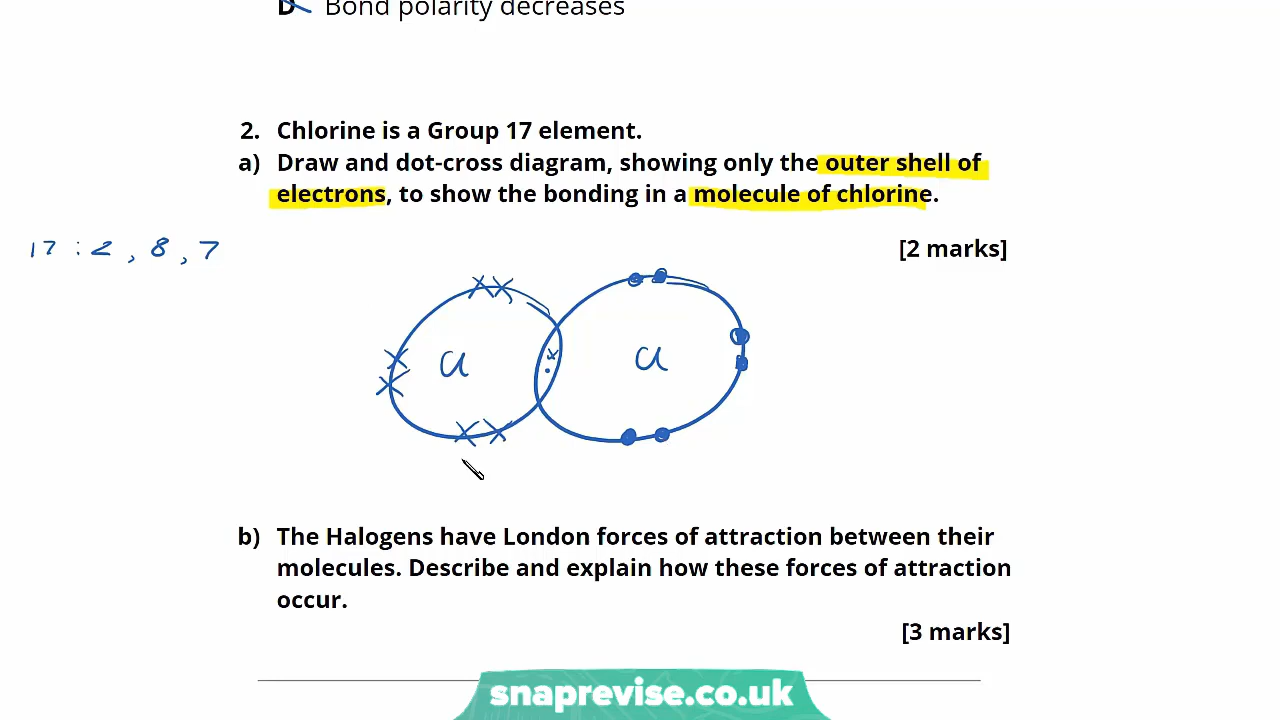 D Bond polarity decreases
2. Chlorine is a Group 17 element.
a) Draw and dot-cross diagram, showing only the outer shell of
electrons, to show the bonding in a molecule of chlorine.
17 : 2 , 8 , 7
[2 marks]
Cl Cl
b) The Halogens have London forces of attraction between their
molecules. Describe and explain how these forces of attraction
occur.
[3 marks]
snaprevise.co.uk